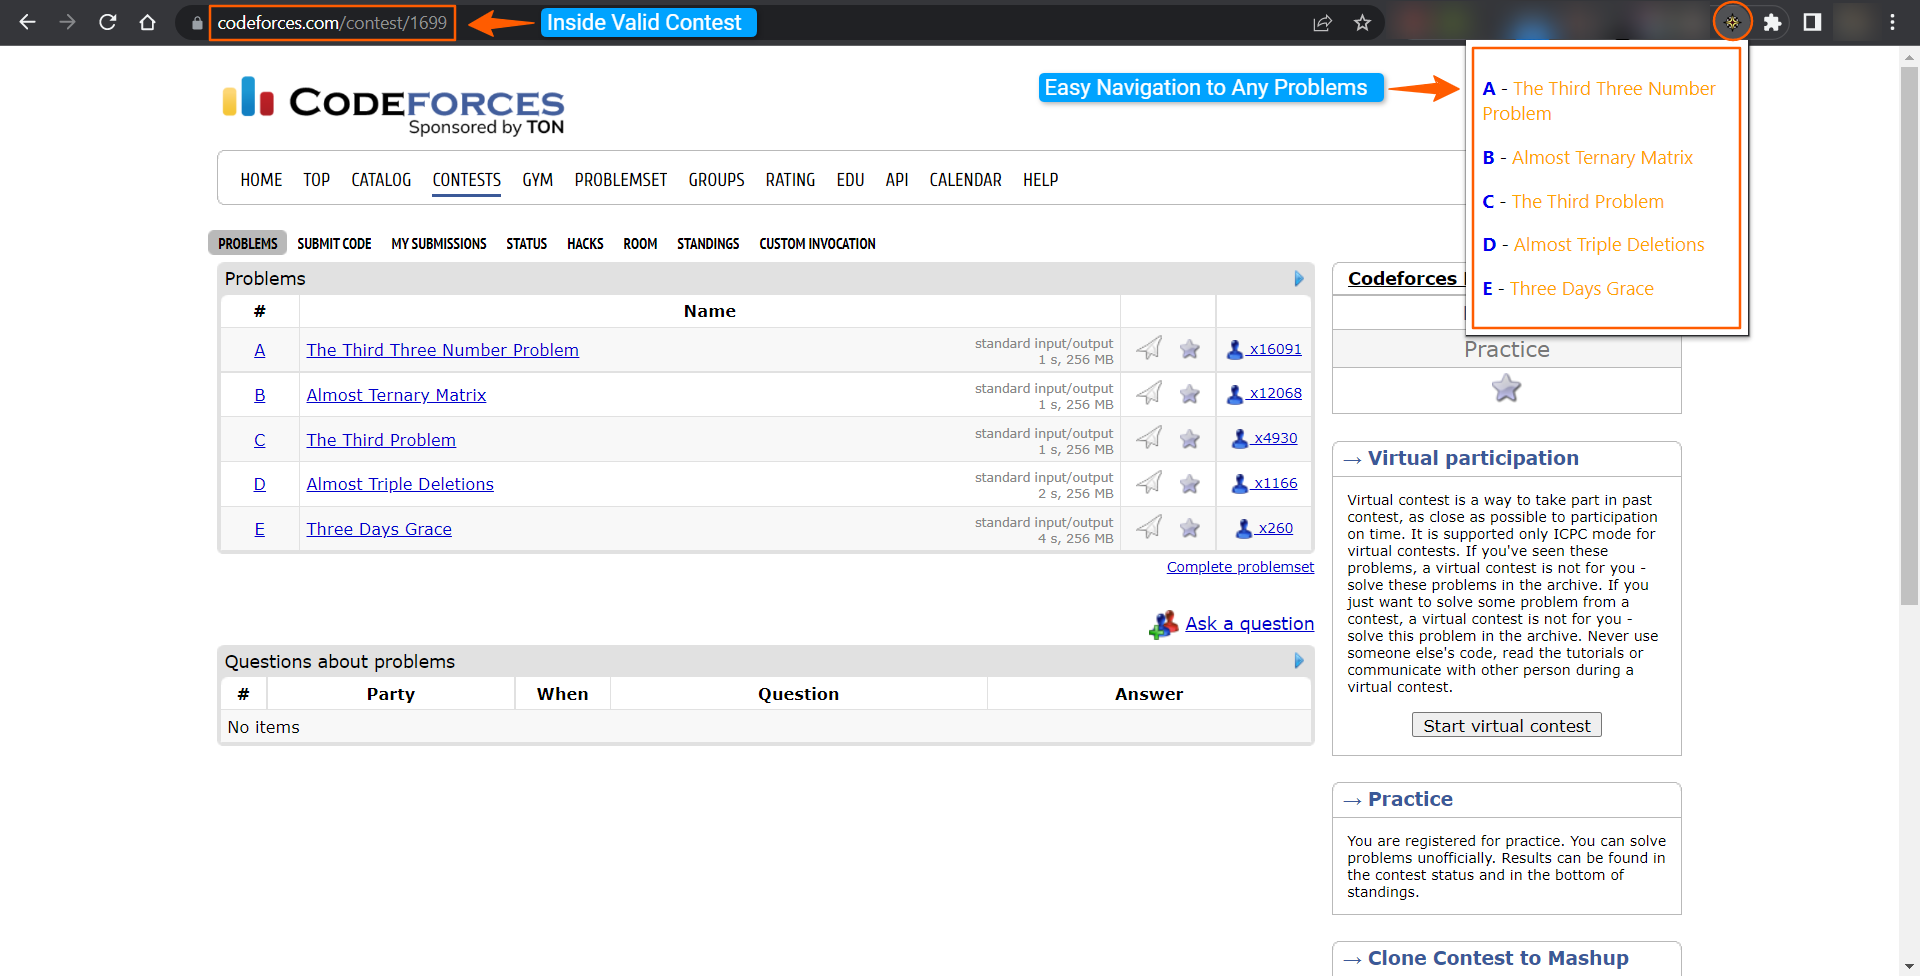 codeforces.com/contest/1699
Inside Valid Contest
Easy Navigation to Any Problems
A - The Third Three Number
Problem
B - Almost Ternary Matrix
C - The Third Problem
D - Almost Triple Deletions
E - Three Days Grace
CODEFORCES
Sponsored by TON
HOME TOP CATALOG CONTESTS GYM PROBLEMSET GROUPS RATING EDU API CALENDAR HELP
PROBLEMS SUBMIT CODE MY SUBMISSIONS STATUS HACKS ROOM STANDINGS CUSTOM INVOCATION
Problems
# Name
A The Third Three Number Problem standard input/output x16091
1 s, 256 MB
B Almost Ternary Matrix standard input/output x12068
1 s, 256 MB
C The Third Problem standard input/output x4930
1 s, 256 MB
D Almost Triple Deletions standard input/output x1166
2 s, 256 MB
E Three Days Grace standard input/output x260
4 s, 256 MB
Complete problemset
Ask a question
Questions about problems
# Party When Question Answer
No items
Codeforces
Practice
→ Virtual participation
Virtual contest is a way to take part in past
contest, as close as possible to participation
on time. It is supported only ICPC mode for
virtual contests. If you've seen these
problems, a virtual contest is not for you -
solve these problems in the archive. If you
just want to solve some problem from a
contest, a virtual contest is not for you -
solve this problem in the archive. Never use
someone else's code, read the tutorials or
communicate with other person during a
virtual contest.
Start virtual contest
→ Practice
You are registered for practice. You can solve
problems unofficially. Results can be found in
the contest status and in the bottom of
standings.
→ Clone Contest to Mashup